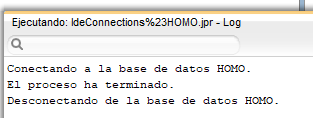 Ejecutando: IdeConnections%23HOMO.jpr - Log
Conectando a la base de datos HOMO.
El proceso ha terminado.
Desconectando de la base de datos HOMO.